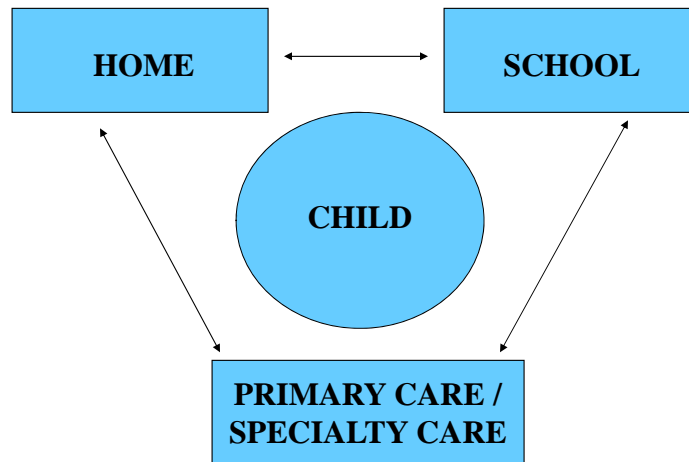 HOME
SCHOOL
CHILD
PRIMARY CARE /
SPECIALTY CARE